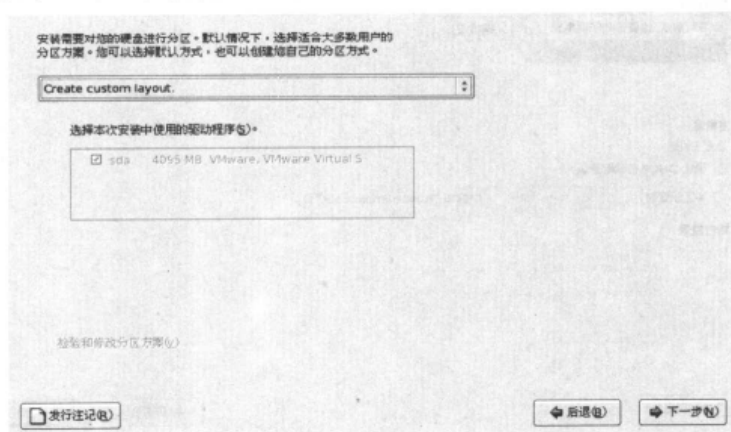 安装需要对您的硬盘进行分区。默认情况下，选择适合大多数用户的
分区方案。您可以选择默认方式，也可以创建您自己的分区方式。
Create custom layout.
选择本次安装中使用的驱动程序(S)。
sda 4095 MB VMware, VMware Virtual S
检验和修改分区方案(V)
发行注记(R)
后退(B)
下一步(N)